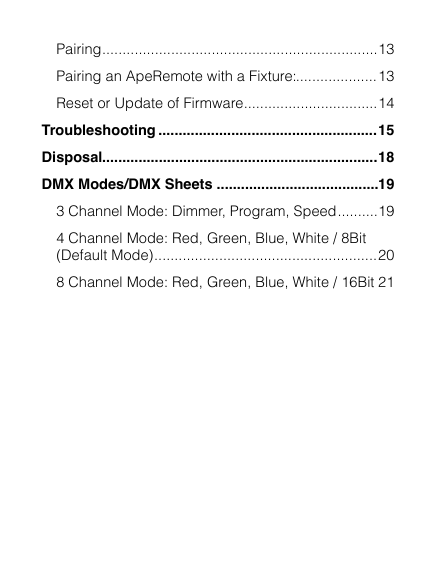 Pairing....................................................................13
Pairing an ApeRemote with a Fixture:....................13
Reset or Update of Firmware.................................14
Troubleshooting .....................................................15
Disposal...................................................................18
DMX Modes/DMX Sheets .......................................19
3 Channel Mode: Dimmer, Program, Speed..........19
4 Channel Mode: Red, Green, Blue, White / 8Bit
(Default Mode).......................................................20
8 Channel Mode: Red, Green, Blue, White / 16Bit 21